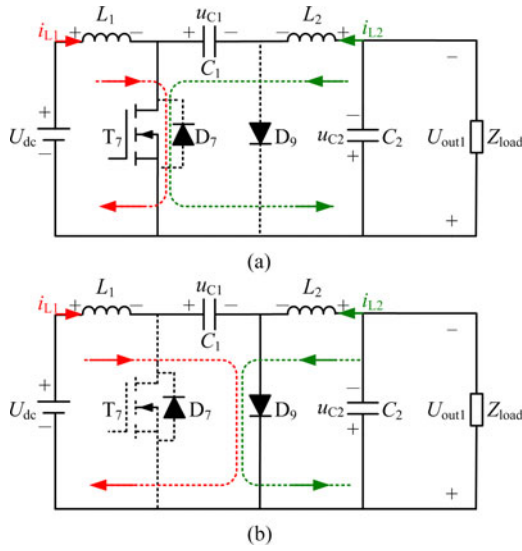 L1 uC1 L2
iL1 + − + − − + iL2
C1
−
+ − 
Udc T7 D7 D9 uC2 C2 Uout1 Zload
− + 
+
(a)
L1 uC1 L2
iL1 + − + − − + iL2
C1
−
+ −
Udc T7 D7 D9 uC2 C2 Uout1 Zload
− +
+
(b)